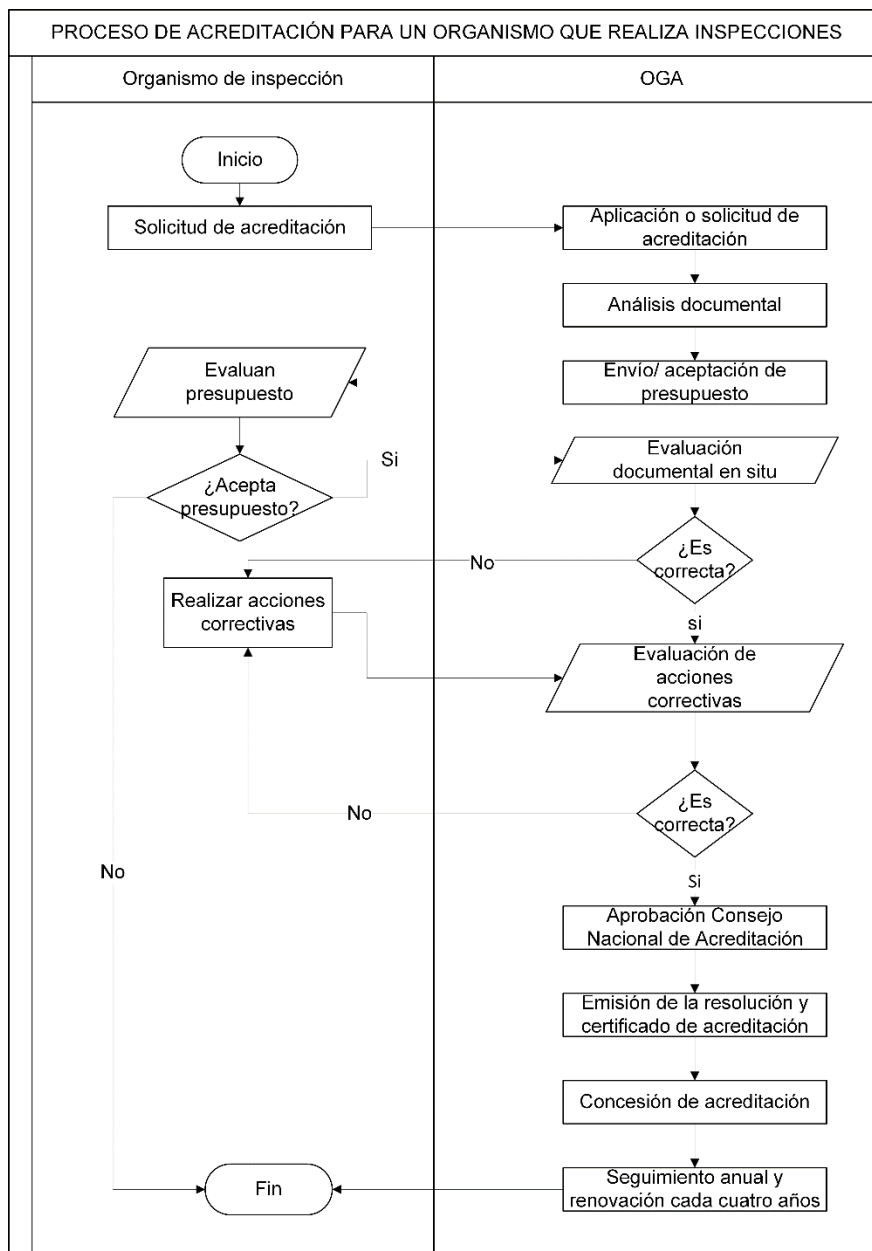 PROCESO DE ACREDITACIÓN PARA UN ORGANISMO QUE REALIZA INSPECCIONES
Organismo de inspección
OGA
Inicio
Solicitud de acreditación
Aplicación o solicitud de
acreditación
Análisis documental
Evaluan
presupuesto
Envío/ aceptación de
presupuesto
Si
Evaluación
documental en situ
¿Acepta
presupuesto?
¿Es
correcta?
No
Realizar acciones
correctivas
si
Evaluación de
acciones
correctivas
¿Es
correcta?
No
No
Si
Aprobación Consejo
Nacional de Acreditación
Emisión de la resolución y
certificado de acreditación
Concesión de acreditación
Seguimiento anual y
renovación cada cuatro años
Fin